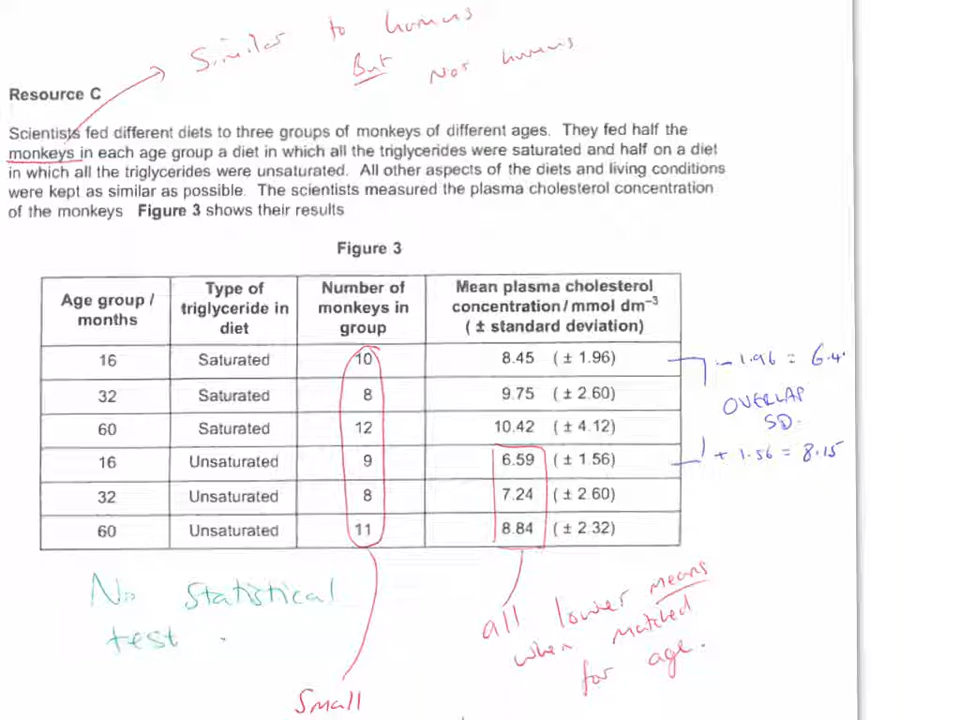 Similar to humans
But Not humans
Resource C
Scientists fed different diets to three groups of monkeys of different ages. They fed half the
monkeys in each age group a diet in which all the triglycerides were saturated and half on a diet
in which all the triglycerides were unsaturated. All other aspects of the diets and living conditions
were kept as similar as possible. The scientists measured the plasma cholesterol concentration
of the monkeys Figure 3 shows their results
Figure 3
Age group / months Type of triglyceride in diet Number of monkeys in group Mean plasma cholesterol concentration / mmol dm⁻³ (± standard deviation)
16 Saturated 10 8.45 (± 1.96) - 1.96 = 6.4
32 Saturated 8 9.75 (± 2.60)
OVERLAP
SD.
60 Saturated 12 10.42 (± 4.12)
16 Unsaturated 9 6.59 (± 1.56) + 1.56 = 8.15
32 Unsaturated 8 7.24 (± 2.60)
60 Unsaturated 11 8.84 (± 2.32)
No statistical
test.
Small
all lower means
when matched
for age.